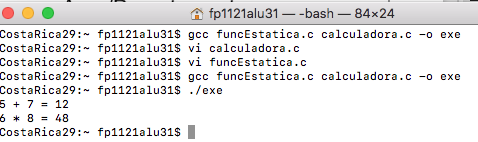 fp1121alu31 — -bash — 84×24
CostaRica29:~ fp1121alu31$ gcc funcEstatica.c calculadora.c -o exe
CostaRica29:~ fp1121alu31$ vi calculadora.c
CostaRica29:~ fp1121alu31$ vi funcEstatica.c
CostaRica29:~ fp1121alu31$ gcc funcEstatica.c calculadora.c -o exe
CostaRica29:~ fp1121alu31$ ./exe
5 + 7 = 12
6 * 8 = 48
CostaRica29:~ fp1121alu31$